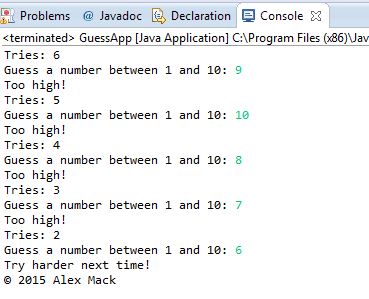 Problems @ Javadoc Declaration Console
<terminated> GuessApp [Java Application] C:\Program Files (x86)\Jav
Tries: 6
Guess a number between 1 and 10: 9
Too high!
Tries: 5
Guess a number between 1 and 10: 10
Too high!
Tries: 4
Guess a number between 1 and 10: 8
Too high!
Tries: 3
Guess a number between 1 and 10: 7
Too high!
Tries: 2
Guess a number between 1 and 10: 6
Try harder next time!
© 2015 Alex Mack